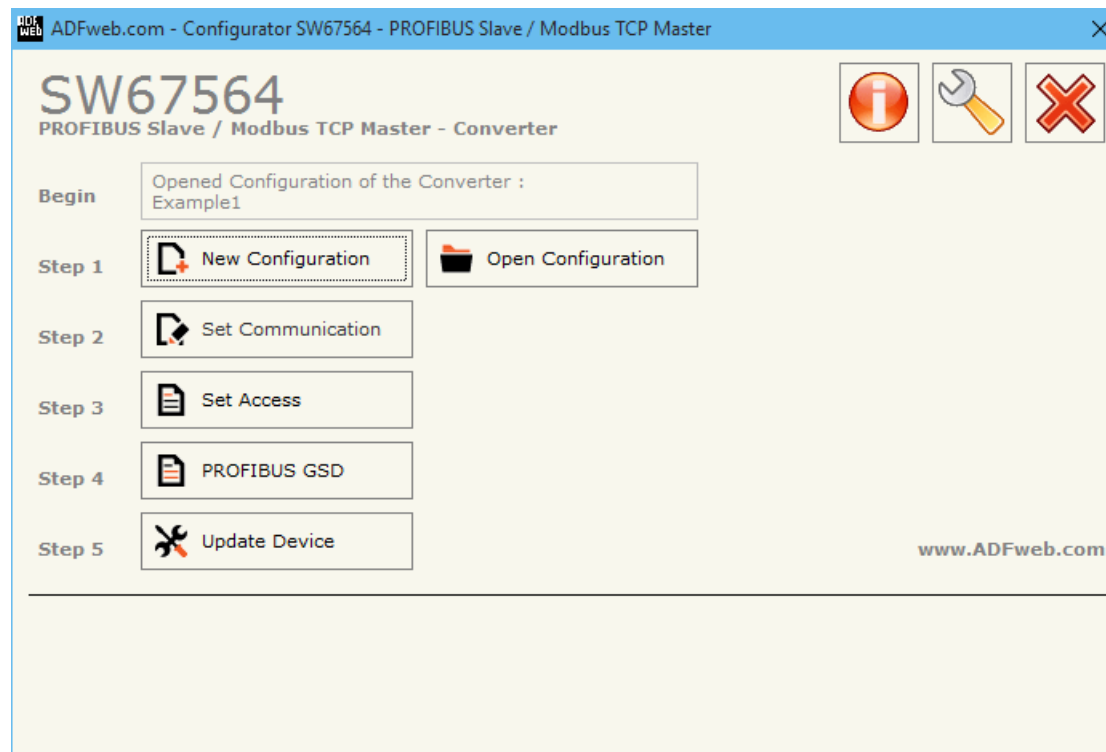 ADF WEB ADFweb.com - Configurator SW67564 - PROFIBUS Slave / Modbus TCP Master
SW67564
PROFIBUS Slave / Modbus TCP Master - Converter
Begin
Opened Configuration of the Converter :
Example1
Step 1
New Configuration
Open Configuration
Step 2
Set Communication
Step 3
Set Access
Step 4
PROFIBUS GSD
Step 5
Update Device
www.ADFweb.com